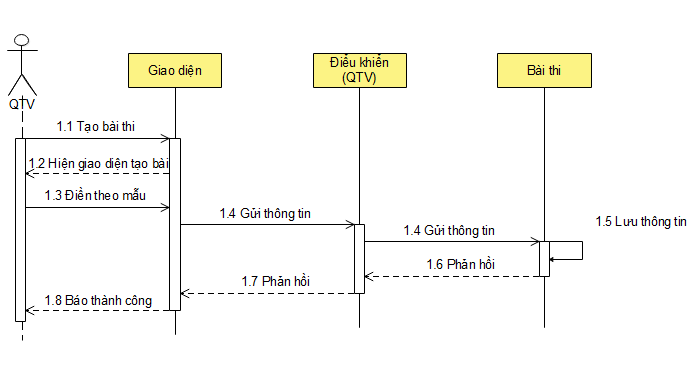 Giao diện
Điều khiển
(QTV)
Bài thi
QTV
1.1 Tạo bài thi
1.2 Hiện giao diện tạo bài
1.3 Điền theo mẫu
1.4 Gửi thông tin
1.4 Gửi thông tin
1.5 Lưu thông tin
1.6 Phản hồi
1.7 Phản hồi
1.8 Báo thành công